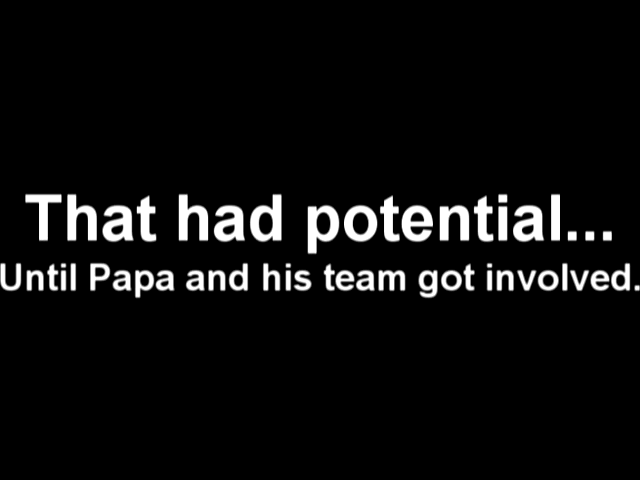 That had potential...
Until Papa and his team got involved.